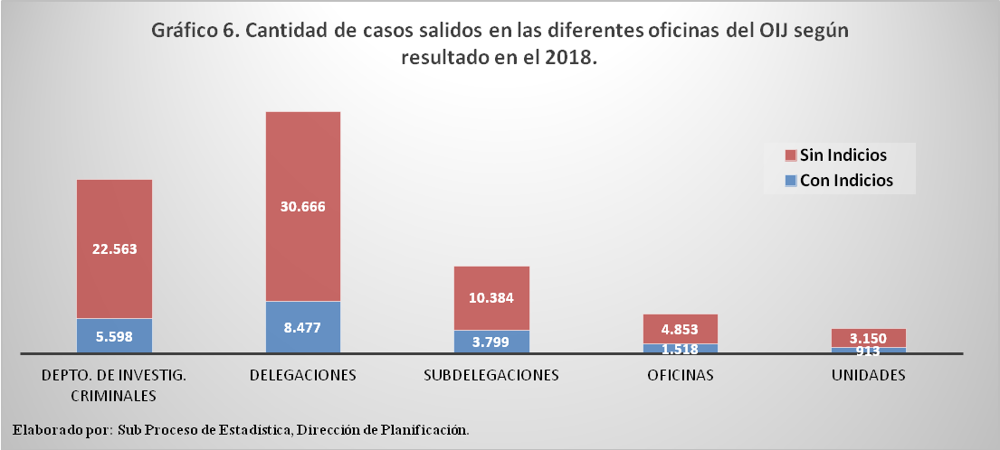 Gráfico 6. Cantidad de casos salidos en las diferentes oficinas del OIJ según
resultado en el 2018.
Sin Indicios
Con Indicios
22.563
5.598
30.666
8.477
10.384
3.799
4.853
1.518
3.150
913
DEPTO. DE INVESTIG.
CRIMINALES
DELEGACIONES
SUBDELEGACIONES
OFICINAS
UNIDADES
Elaborado por: Sub Proceso de Estadística, Dirección de Planificación.